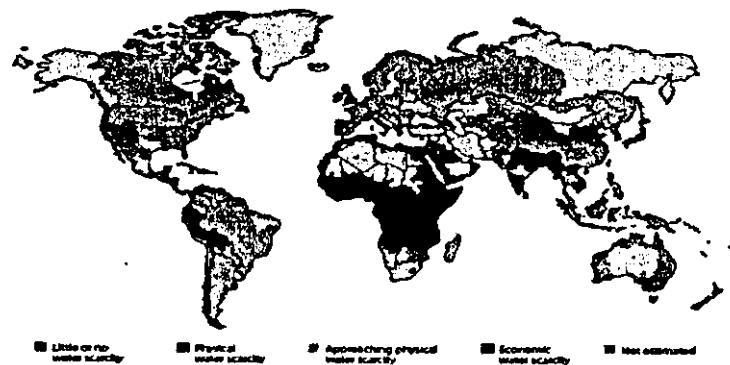 Little or no
water scarcity
Physical
water scarcity
Approaching physical
water scarcity
Economic
water scarcity
Not estimated